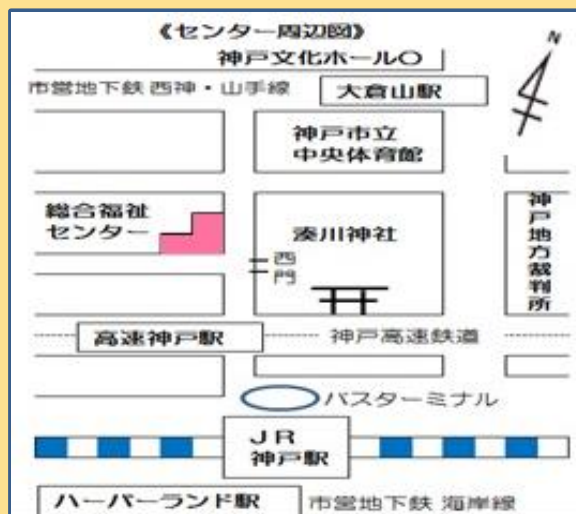 《センター周辺図》
神戸文化ホール○
N
市営地下鉄 西神・山手線
大倉山駅
神戸市立
中央体育館
総合福祉
センター
湊川神社
神戸地方裁判所
西門
高速神戸駅
神戸高速鉄道
バスターミナル
JR
神戸駅
ハーバーランド駅
市営地下鉄 海岸線